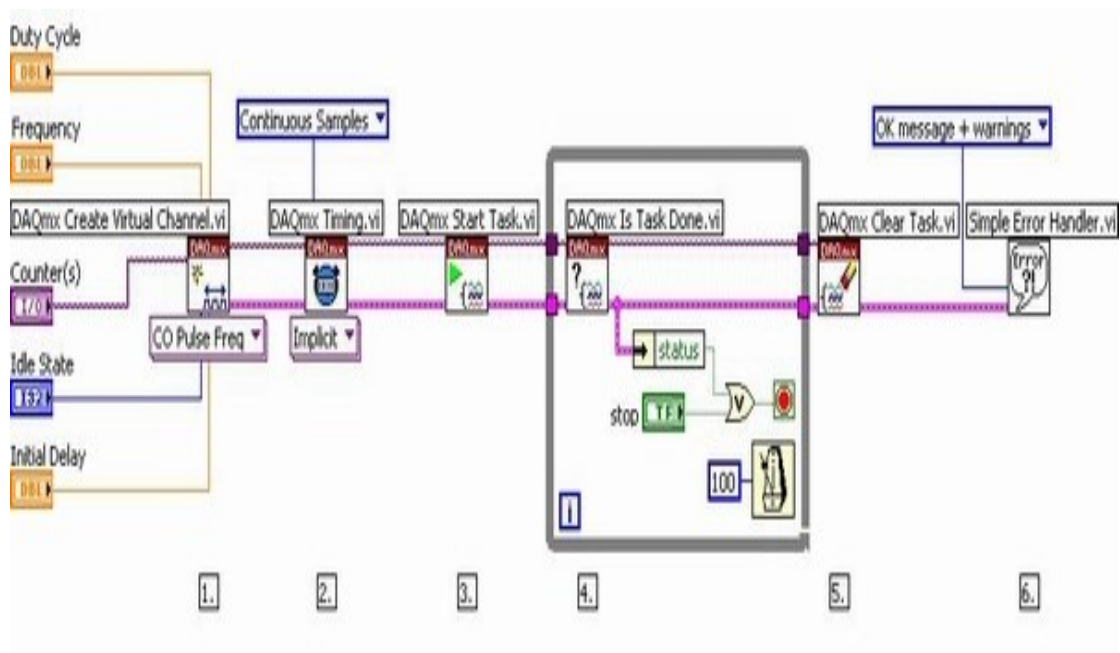 Duty Cycle
DBL
Continuous Samples
OK message + warnings
Frequency
DBL
DAQmx Create Virtual Channel.vi
DAQmx Timing.vi
DAQmx Start Task.vi
DAQmx Is Task Done.vi
DAQmx Clear Task.vi
Simple Error Handler.vi
DAQmx
DAQmx
DAQmx
DAQmx
DAQmx
Error
?!
?
Counter(s)
I/O
CO Pulse Freq
Implicit
status
Idle State
I32
stop
TF
V
Initial Delay
DBL
100
i
1.
2.
3.
4.
5.
6.